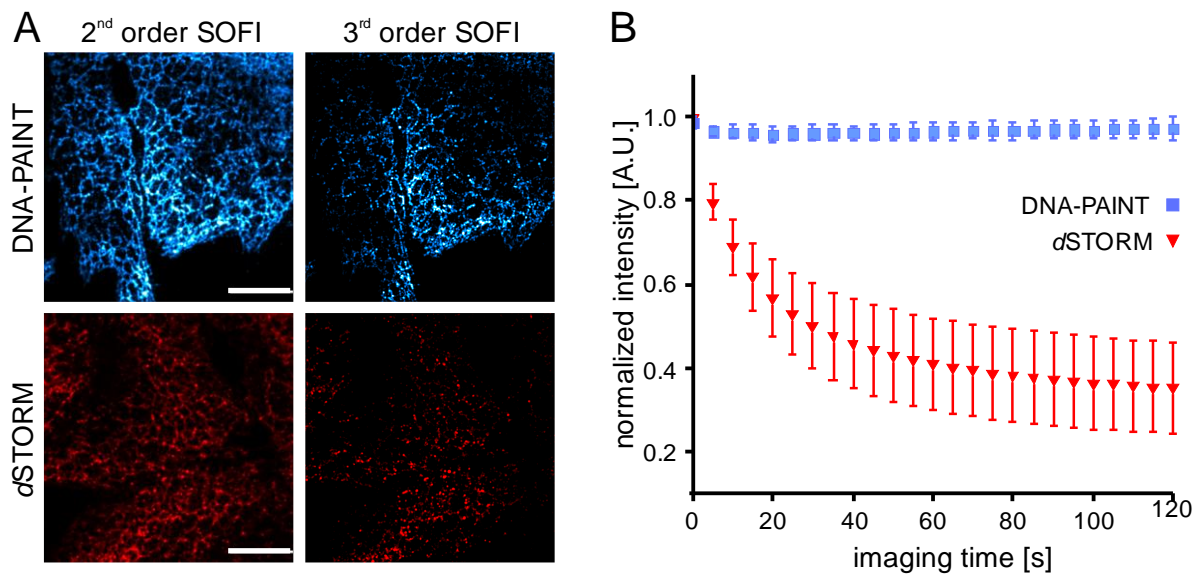 A
2nd order SOFI
3rd order SOFI
DNA-PAINT
dSTORM
B
normalized intensity [A.U.]
1.0
0.8
0.6
0.4
0.2
DNA-PAINT
dSTORM
0 20 40 60 80 100 120
imaging time [s]